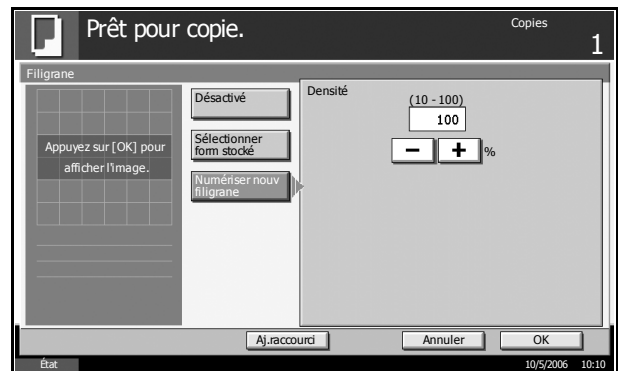 Prêt pour copie.
Copies
1
Filigrane
Appuyez sur [OK] pour
afficher l'image.
Désactivé
Sélectionner
form stocké
Numériser nouv
filigrane
Densité
(10 - 100)
100
− + %
Aj.raccourci
Annuler
OK
État
10/5/2006 10:10